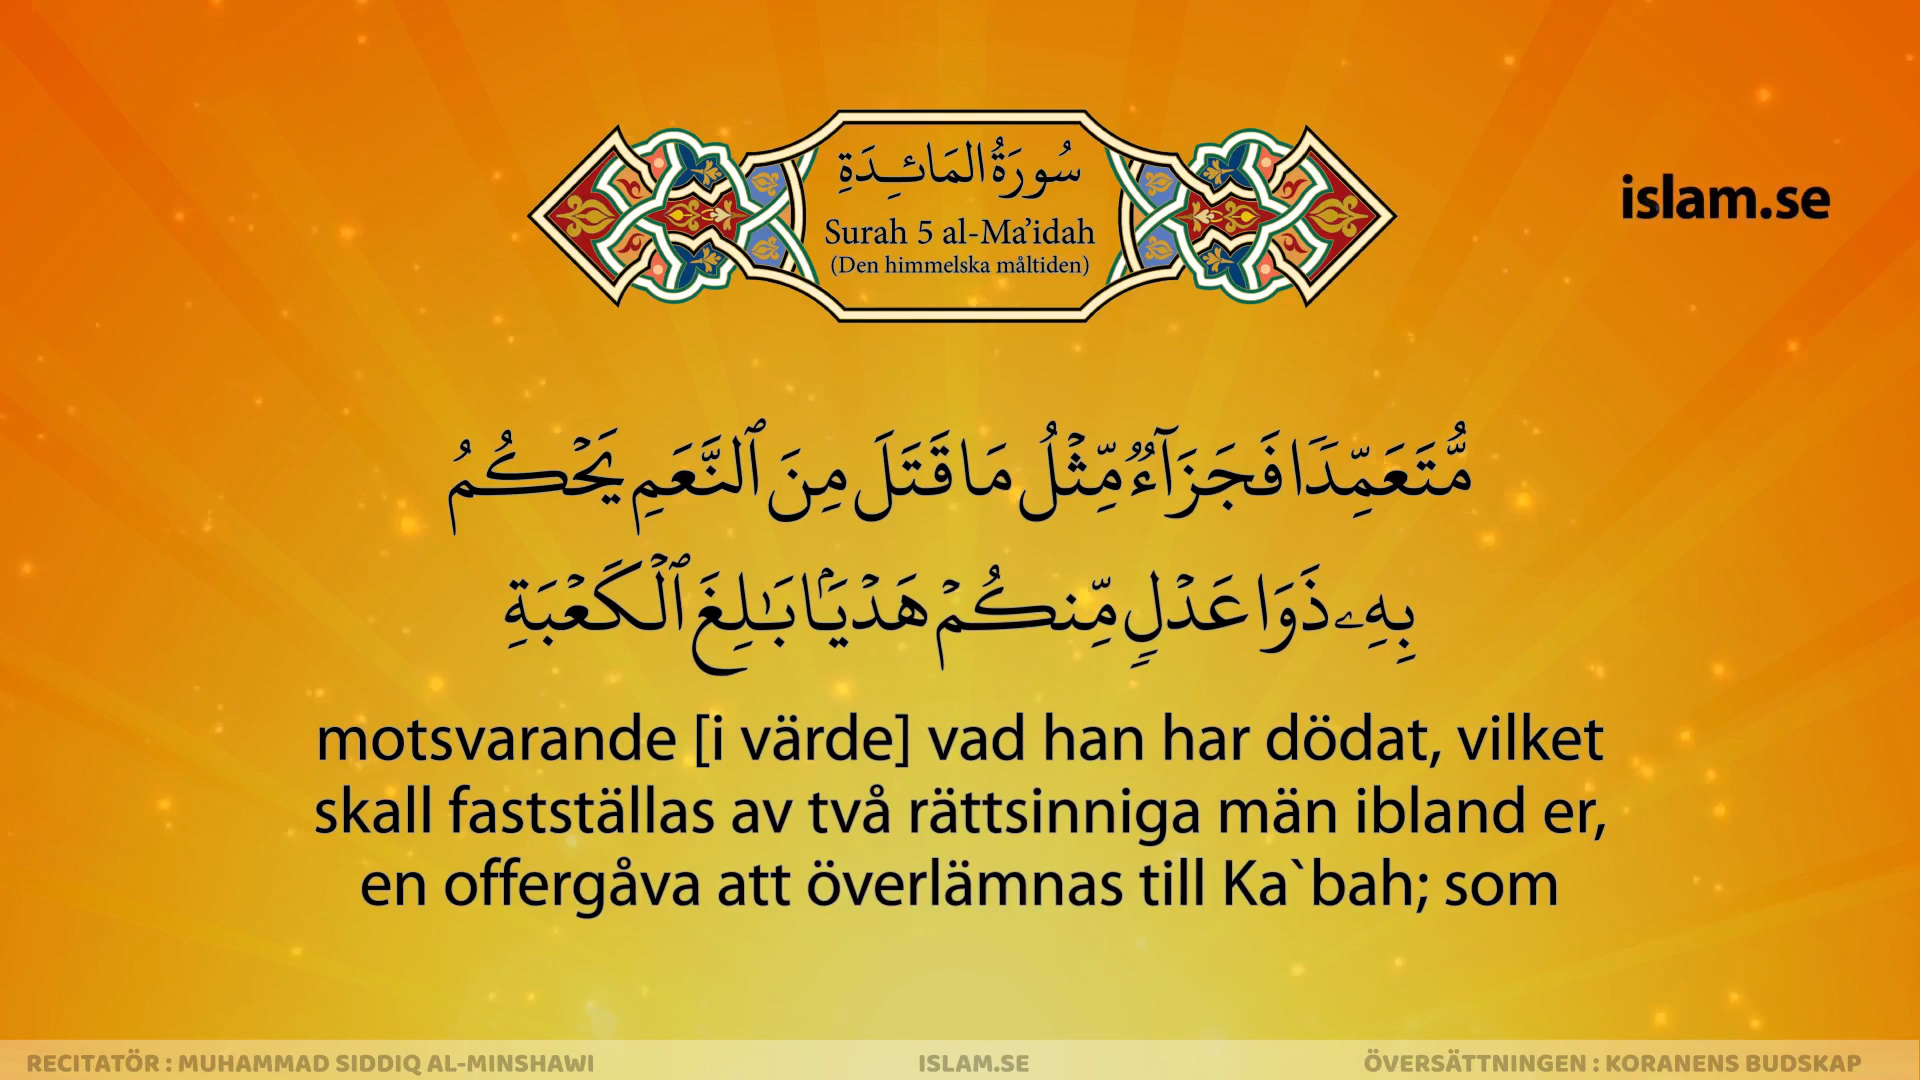 سُورَةُ المَائِدَةِ
Surah 5 al-Ma’idah
(Den himmelska måltiden)
islam.se
مُّتَعَمِّدًا فَجَزَآءٌ مِّثْلُ مَا قَتَلَ مِنَ ٱلنَّعَمِ يَحْكُمُ
بِهِۦ ذَوَا عَدْلٍ مِّنكُمْ هَدْيًۢا بَـٰلِغَ ٱلْكَعْبَةِ
motsvarande [i värde] vad han har dödat, vilket
skall fastställas av två rättsinniga män ibland er,
en offergåva att överlämnas till Ka`bah; som
RECITATÖR : MUHAMMAD SIDDIQ AL-MINSHAWI
ISLAM.SE
ÖVERSÄTTNINGEN : KORANENS BUDSKAP